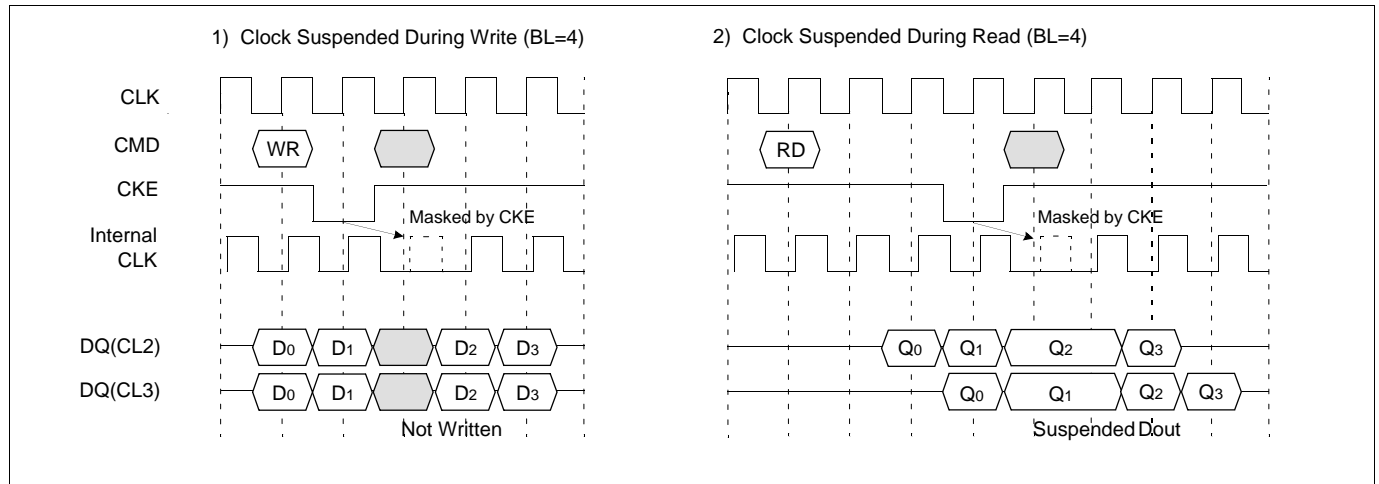 1) Clock Suspended During Write (BL=4)
2) Clock Suspended During Read (BL=4)
CLK
CMD
WR
RD
CKE
Masked by CKE
Masked by CKE
Internal
CLK
DQ(CL2)
D0 D1 D2 D3
Q0 Q1 Q2 Q3
DQ(CL3)
D0 D1 D2 D3
Q0 Q1 Q2 Q3
Not Written
Suspended Dout